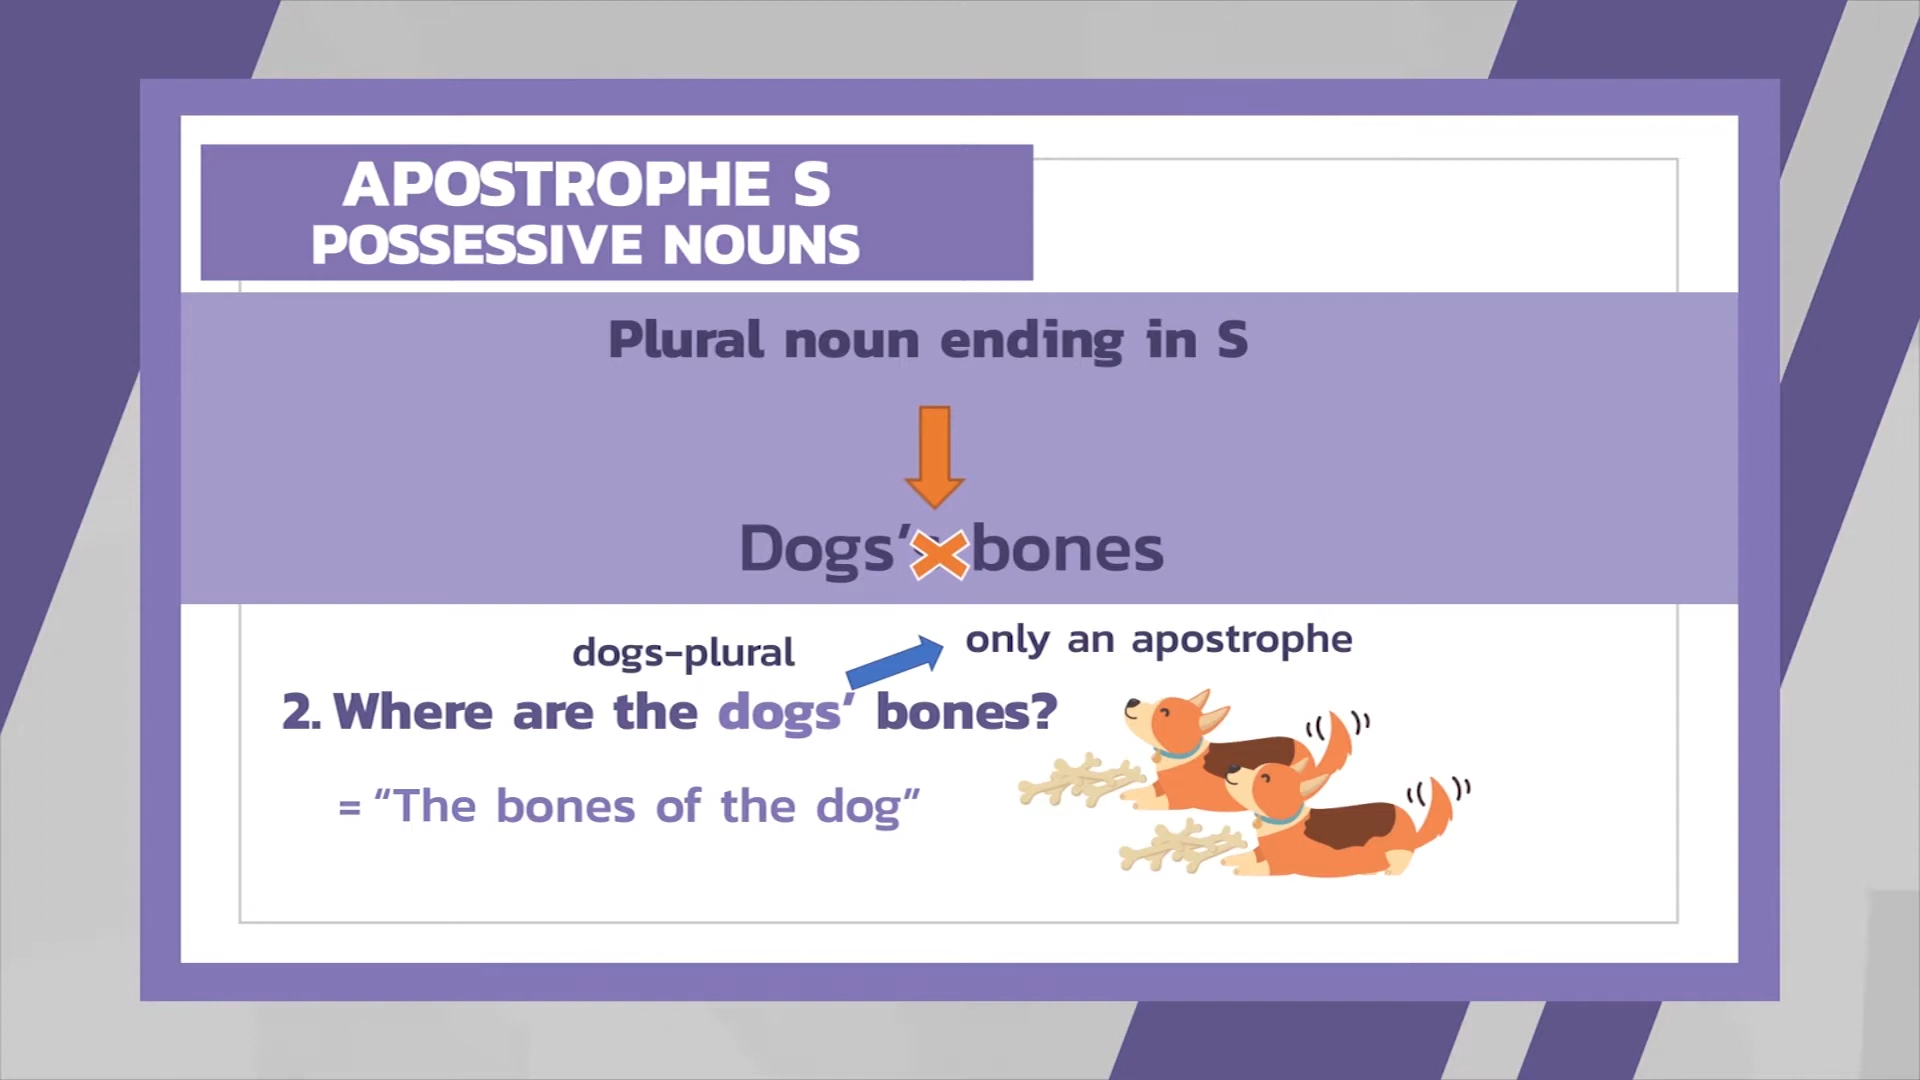 APOSTROPHE S
POSSESSIVE NOUNS
Plural noun ending in S
Dogs’ bones
dogs-plural
only an apostrophe
2. Where are the dogs’ bones?
= “The bones of the dog”